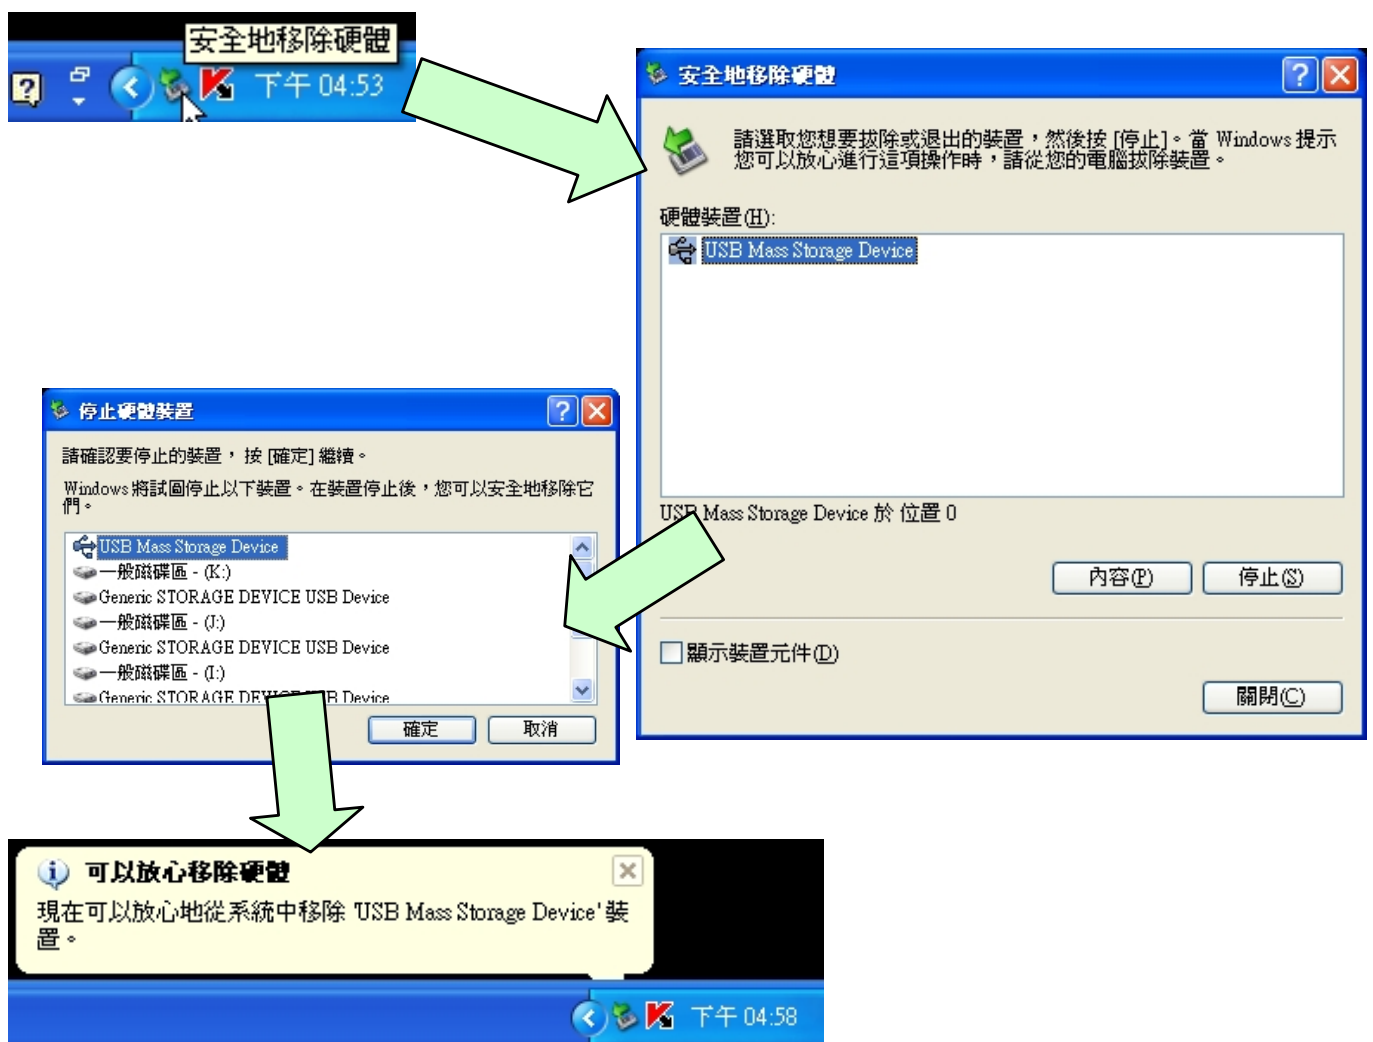 安全地移除硬體
下午 04:53
安全地移除硬體
請選取您想要拔除或退出的裝置，然後按 [停止]。當 Windows 提示
您可以放心進行這項操作時，請從您的電腦拔除裝置。
硬體裝置(H):
USB Mass Storage Device
USB Mass Storage Device 於 位置 0
內容(P)
停止(S)
顯示裝置元件(D)
關閉(C)
停止硬體裝置
請確認要停止的裝置，按 [確定] 繼續。
Windows 將試圖停止以下裝置。在裝置停止後，您可以安全地移除它
們。
USB Mass Storage Device
一般磁碟區 - (K:)
Generic STORAGE DEVICE USB Device
一般磁碟區 - (J:)
Generic STORAGE DEVICE USB Device
一般磁碟區 - (I:)
Generic STORAGE DEVICE USB Device
確定
取消
可以放心移除硬體
現在可以放心地從系統中移除 'USB Mass Storage Device' 裝
置。
下午 04:58